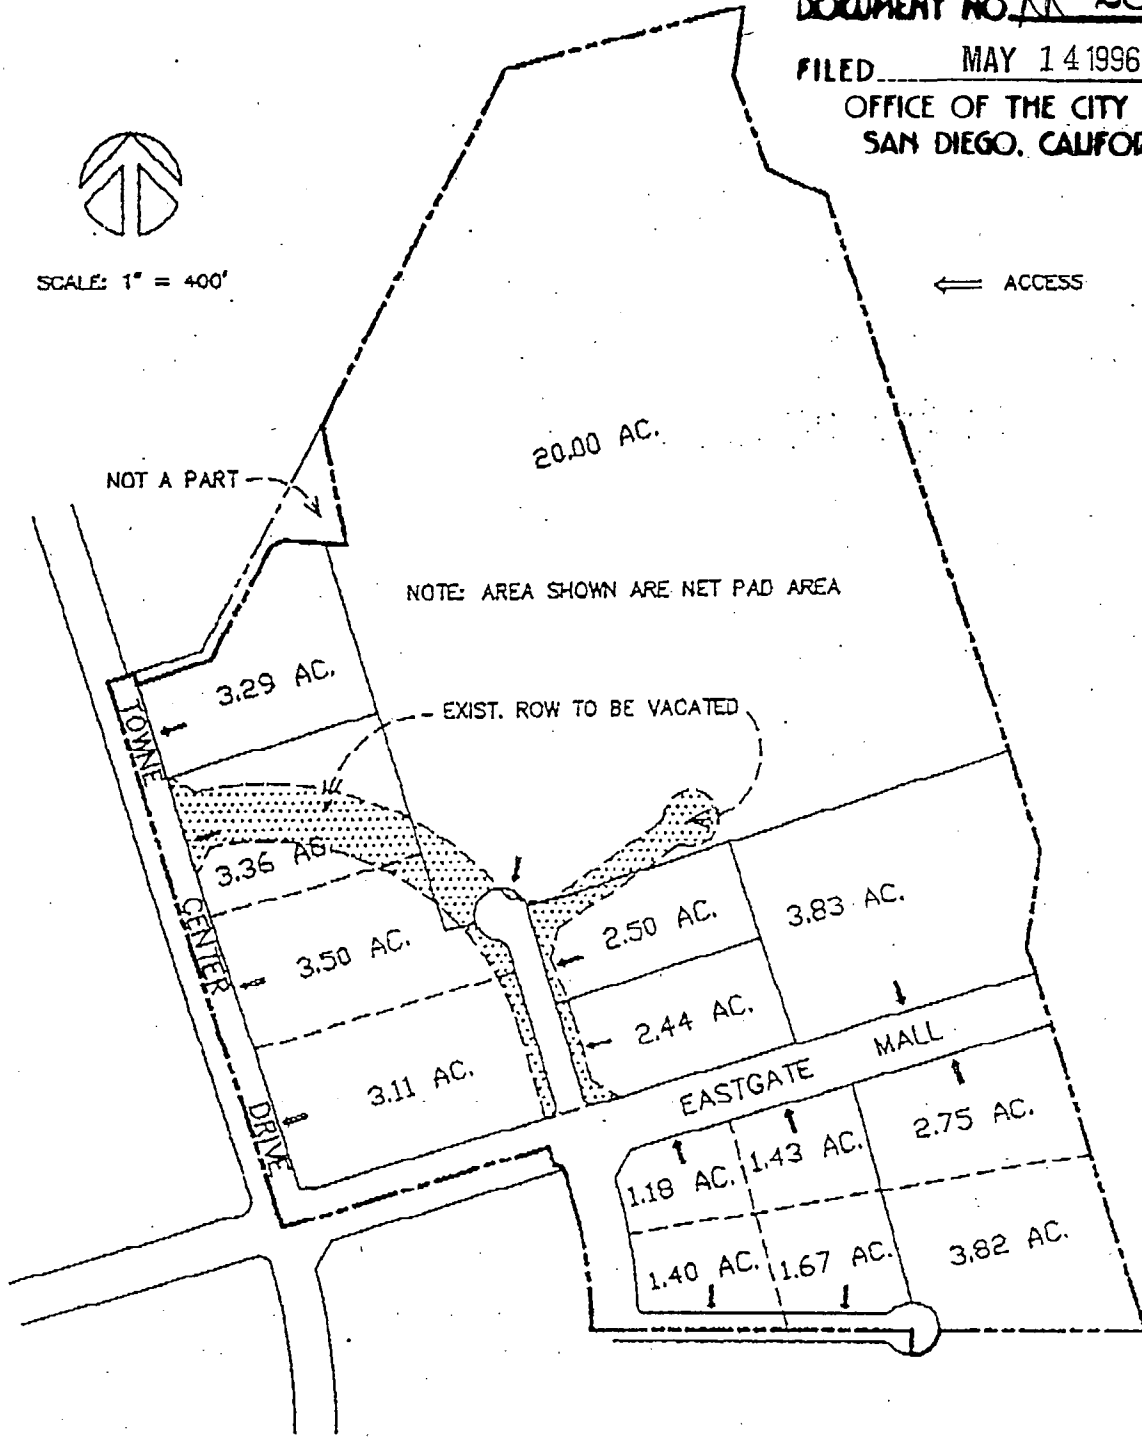 DOCUMENT NO.
FILED MAY 14 1996
OFFICE OF THE CITY
SAN DIEGO, CALIFOR
SCALE: 1" = 400'
ACCESS
20.00 AC.
NOT A PART
NOTE: AREA SHOWN ARE NET PAD AREA
3.29 AC.
EXIST. ROW TO BE VACATED
TOWNE
CENTER
DRIVE
3.36 AC.
3.50 AC.
3.11 AC.
2.50 AC.
3.83 AC.
2.44 AC.
EASTGATE MALL
1.18 AC.
1.43 AC.
2.75 AC.
1.40 AC.
1.67 AC.
3.82 AC.